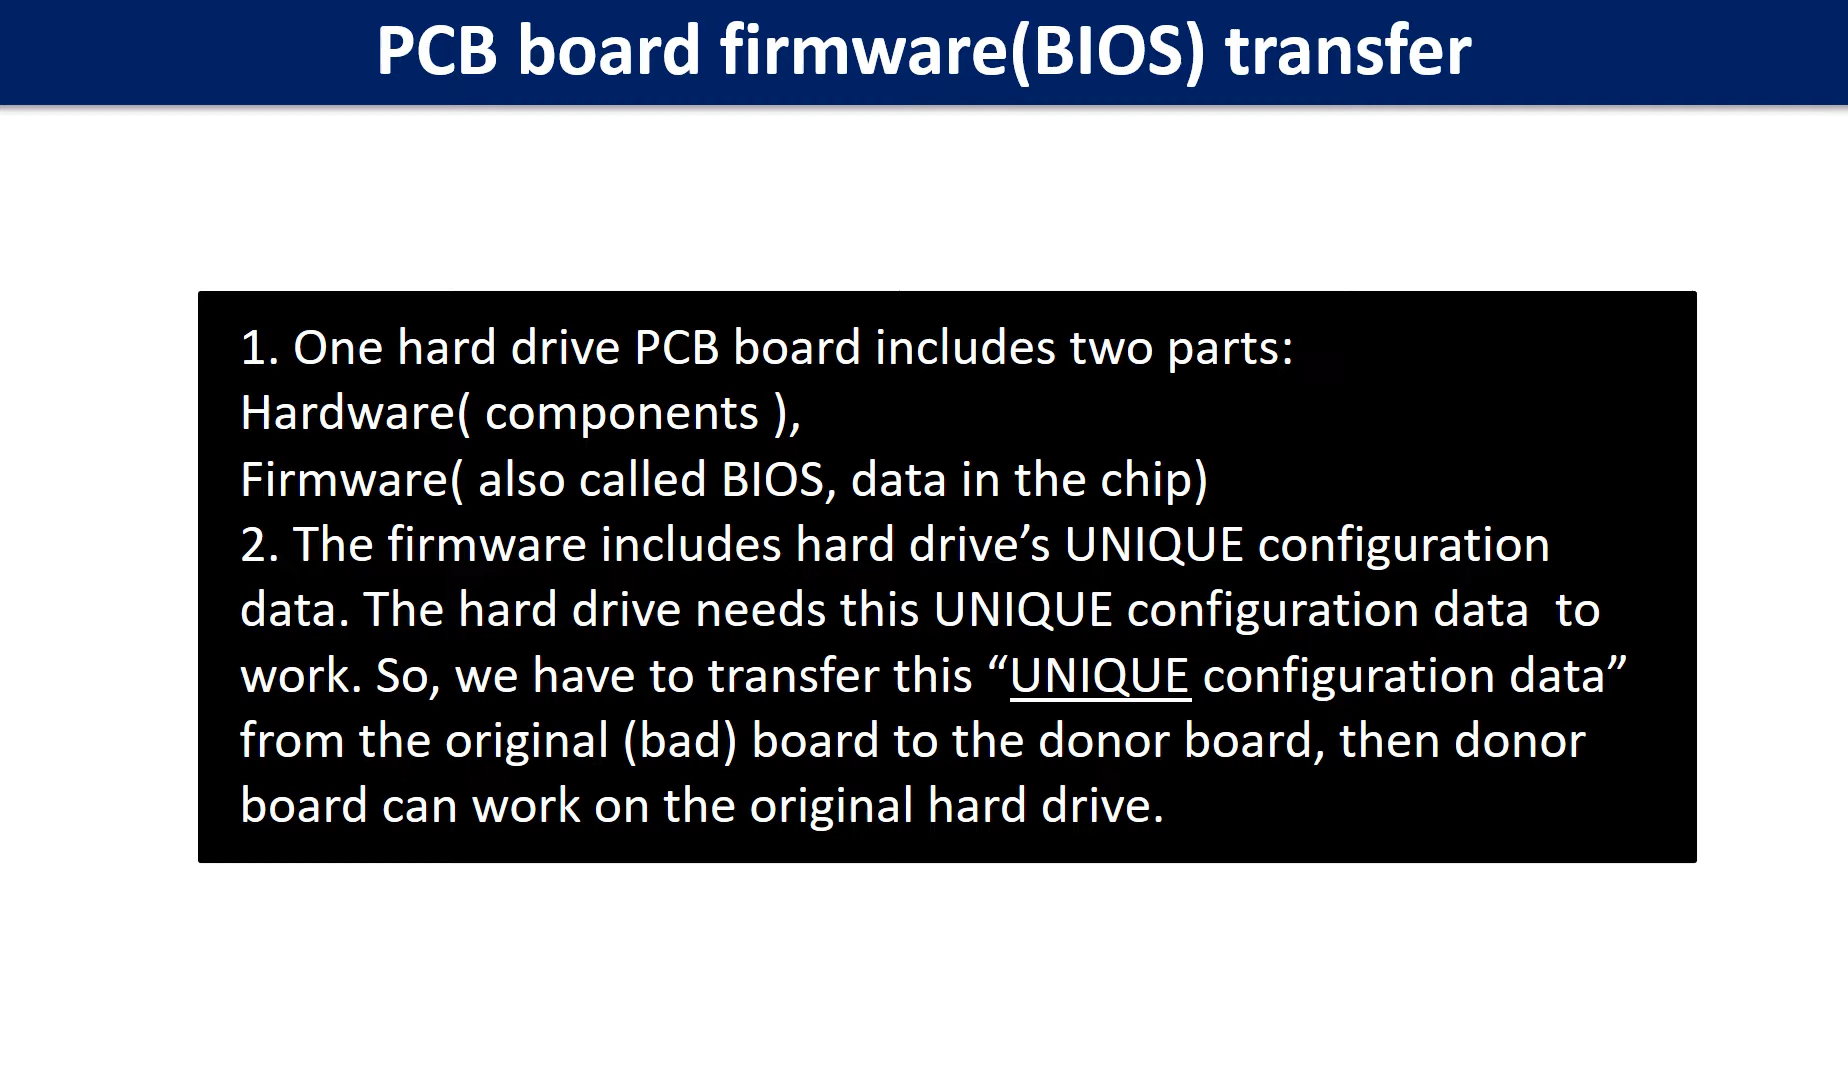 PCB board firmware(BIOS) transfer
1. One hard drive PCB board includes two parts:
Hardware( components ),
Firmware( also called BIOS, data in the chip)
2. The firmware includes hard drive’s UNIQUE configuration
data. The hard drive needs this UNIQUE configuration data  to
work. So, we have to transfer this “UNIQUE configuration data”
from the original (bad) board to the donor board, then donor
board can work on the original hard drive.